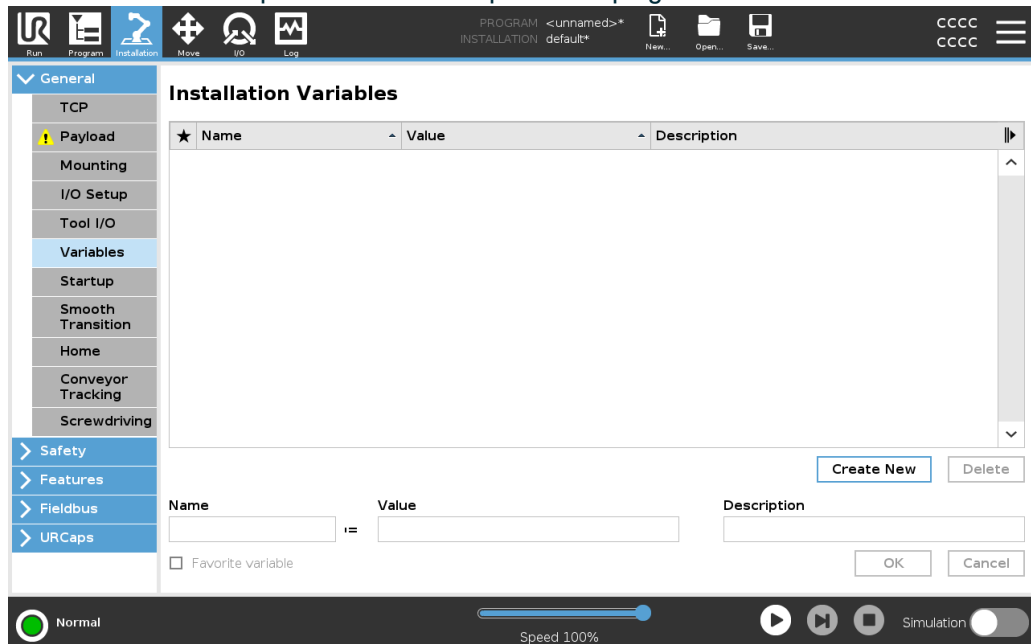 Run
Program
Installation
Move
I/O
Log
PROGRAM <unnamed>*
INSTALLATION default*
New...
Open...
Save...
CCCC
CCCC
General
TCP
Payload
Mounting
I/O Setup
Tool I/O
Variables
Startup
Smooth
Transition
Home
Conveyor
Tracking
Screwdriving
Safety
Features
Fieldbus
URCaps
Installation Variables
Name Value Description
Create New Delete
Name Value Description
:=
Favorite variable
OK Cancel
Normal
Speed 100%
Simulation